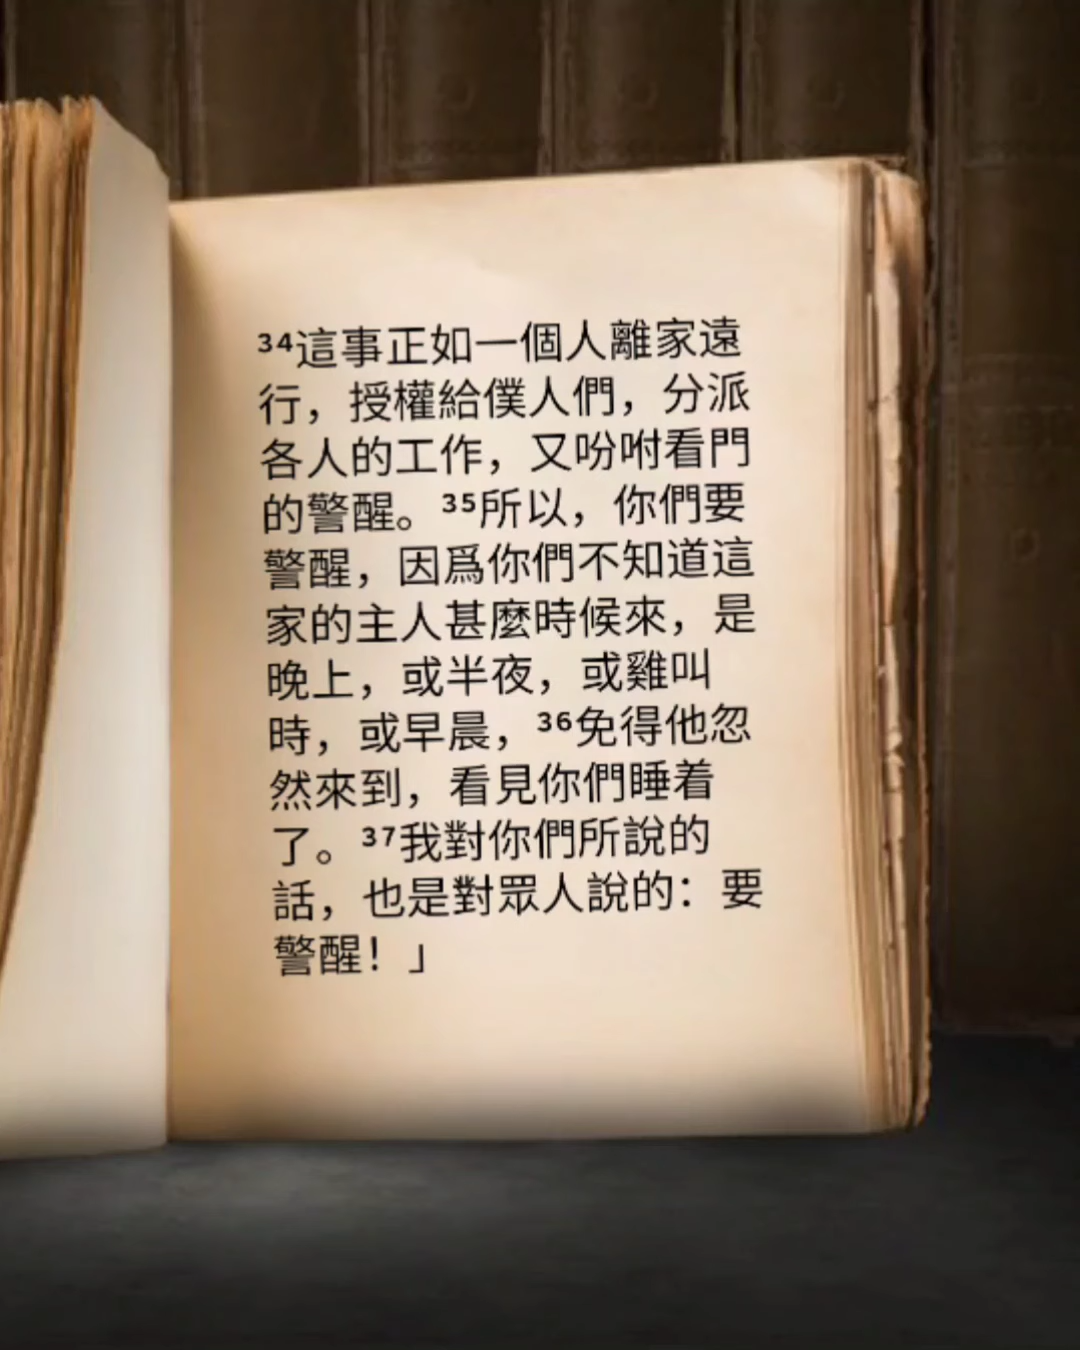 ³⁴這事正如一個人離家遠
行，授權給僕人們，分派
各人的工作，又吩咐看門
的警醒。³⁵所以，你們要
警醒，因爲你們不知道這
家的主人甚麼時候來，是
晚上，或半夜，或雞叫
時，或早晨，³⁶免得他忽
然來到，看見你們睡着
了。³⁷我對你們所說的
話，也是對眾人說的：要
警醒！」